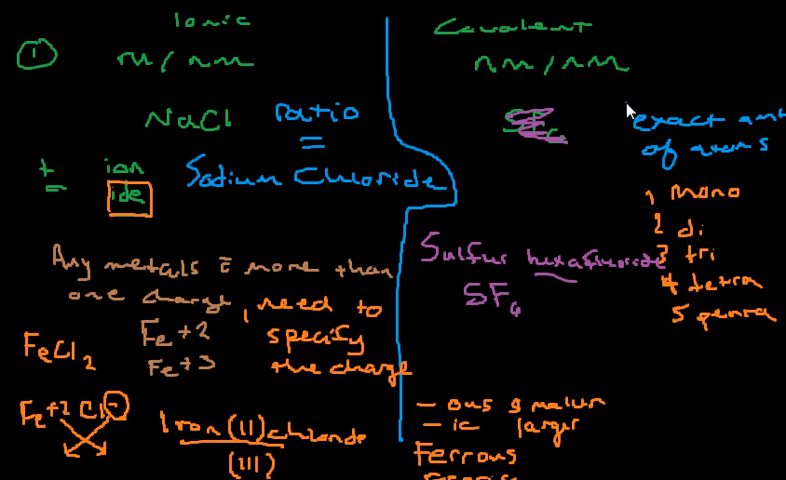 Ionic
① m/nm
NaCl ratio
=
Sodium Chloride
+ ion
- ide
Any metals c̄ more than
one charge, need to
specify
the charge
Fe+2
Fe+3
FeCl2
Fe+2 Cl-
Iron (II) chloride
(III)
Covalent
nm/nm
exact amt
of atoms
1 mono
2 di
3 tri
4 tetra
5 penta
Sulfur hexafluoride
SF6
- ous smaller
- ic larger
Ferrous